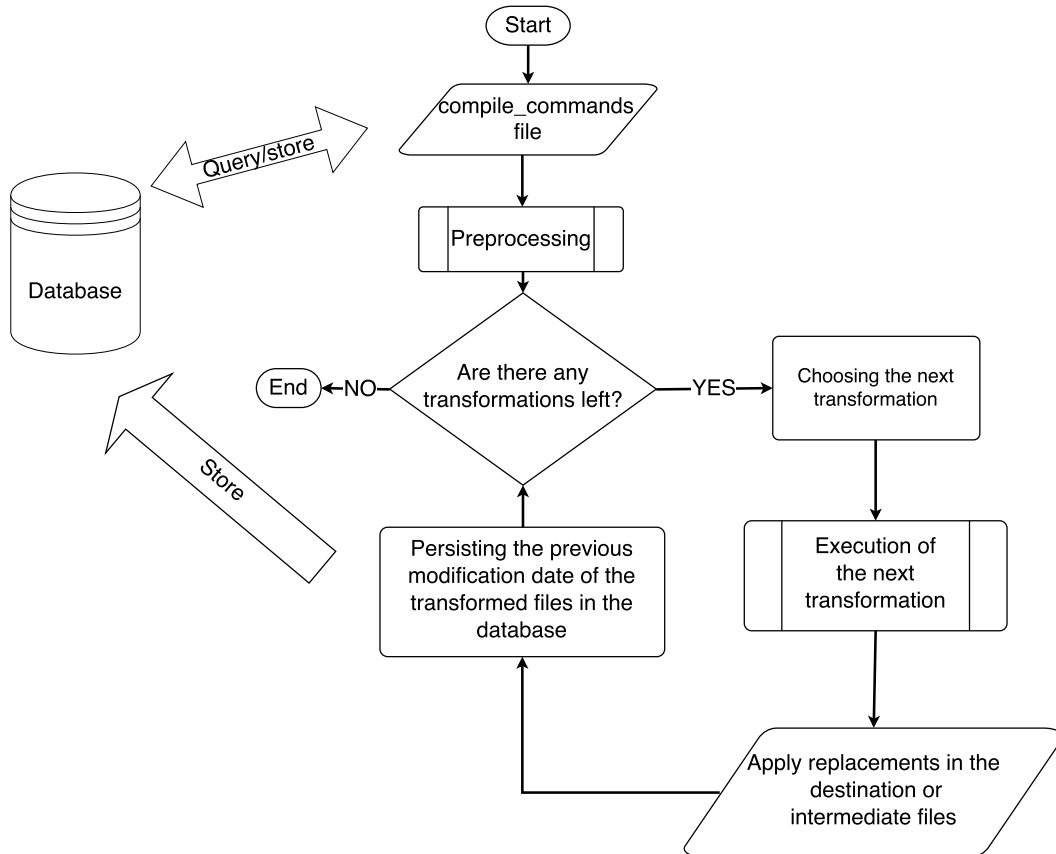 Start
compile_commands
file
Query/store
Preprocessing
Database
Are there any
transformations left?
End
NO
YES
Choosing the next
transformation
Store
Persisting the previous
modification date of the
transformed files in the
database
Execution of
the next
transformation
Apply replacements in the
destination or
intermediate files